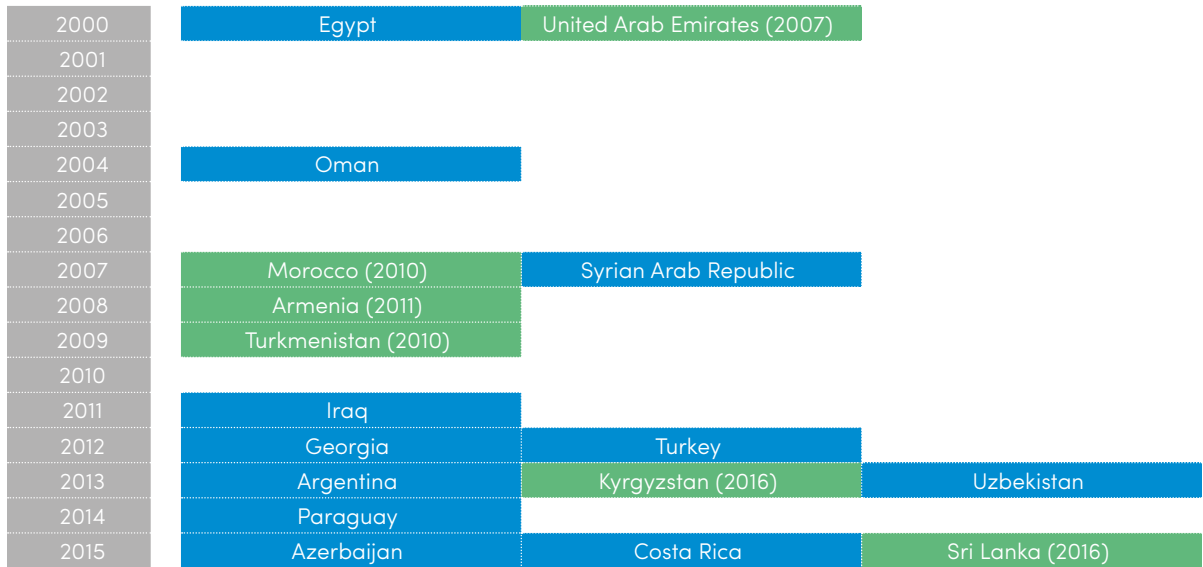 2000 Egypt United Arab Emirates (2007)
2001
2002
2003
2004 Oman
2005
2006
2007 Morocco (2010) Syrian Arab Republic
2008 Armenia (2011)
2009 Turkmenistan (2010)
2010
2011 Iraq
2012 Georgia Turkey
2013 Argentina Kyrgyzstan (2016) Uzbekistan
2014 Paraguay
2015 Azerbaijan Costa Rica Sri Lanka (2016)